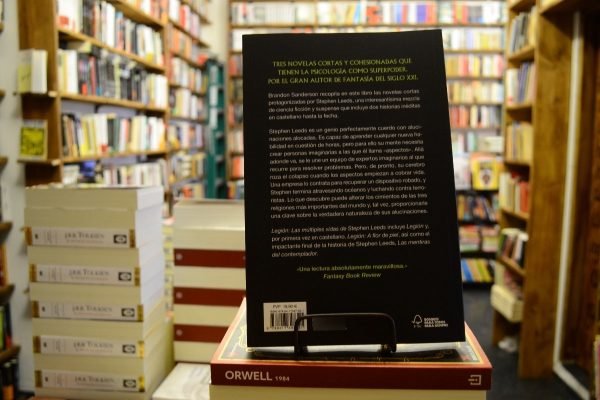 TRES NOVELAS CORTAS Y COHESIONADAS QUE
TIENEN LA PSICOLOGÍA COMO SUPERPODER.
POR EL GRAN AUTOR DE FANTASÍA DEL SIGLO XXI.
Brandon Sanderson recopila en este libro las novelas cortas
protagonizadas por Stephen Leeds, una interesantísima mezcla
de ciencia ficción y suspense que incluye dos historias inéditas
en castellano hasta la fecha.
Stephen Leeds es un genio perfectamente cuerdo con aluci-
naciones alocadas. Es capaz de aprender cualquier nueva ha-
bilidad en cuestión de horas, pero para ello su mente necesita
crear personas imaginarias a las que él llama «aspectos». Allá
adonde va, se le une un equipo de expertos imaginarios al que
recurre para resolver problemas. Pero, de pronto, su cerebro
roza el colapso cuando los aspectos empiezan a cobrar vida.
Una empresa lo contrata para recuperar un dispositivo robado, y
Stephen termina atravesando océanos y luchando contra terro-
ristas. Lo que descubre puede alterar los cimientos de las tres
religiones más importantes del mundo y, tal vez, proporcionarle
una clave sobre la verdadera naturaleza de sus alucinaciones.
Legión: Las múltiples vidas de Stephen Leeds incluye Legión y,
por primera vez en castellano, Legión: A flor de piel, así como el
impactante final de la historia de Stephen Leeds, Las mentiras
del contemplador.
«Una lectura absolutamente maravillosa.»
Fantasy Book Review
PVP
FSC
ORWELL 1984
J.R.R. Tolkien
J.R.R. Tolkien
J.R.R. Tolkien
J.R.R. Tolkien
J.R.R. Tolkien